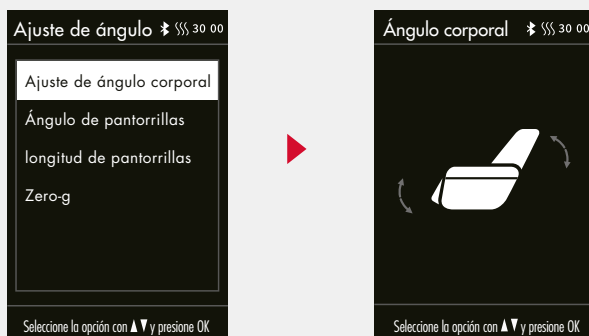 Ajuste de ángulo 30 00
Ajuste de ángulo corporal
Ángulo de pantorrillas
longitud de pantorrillas
Zero-g
Seleccione la opción con ▲▼ y presione OK
Ángulo corporal 30 00
Seleccione la opción con ▲▼ y presione OK